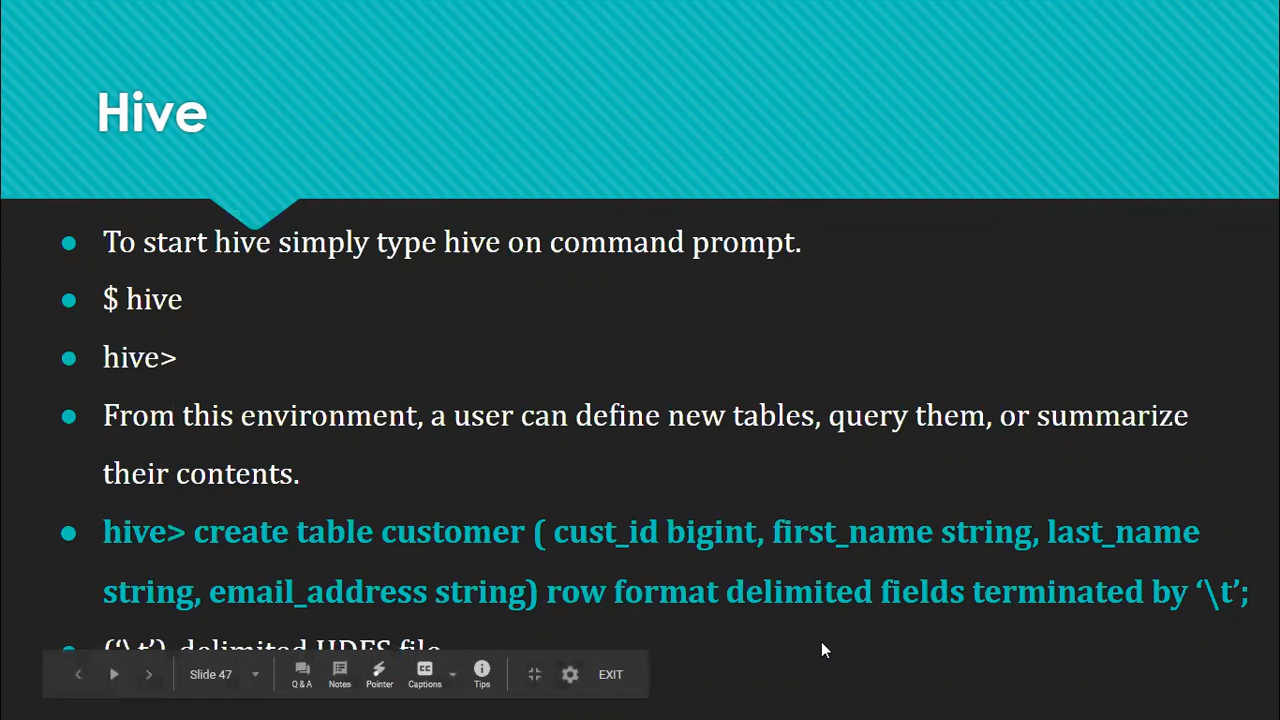 Hive
To start hive simply type hive on command prompt.
$ hive
hive>
From this environment, a user can define new tables, query them, or summarize
their contents.
hive> create table customer ( cust_id bigint, first_name string, last_name
string, email_address string) row format delimited fields terminated by ‘\t’;
(‘\t’) delimited HDFS file
Slide 47
Q & A
Notes
Pointer
Captions
Tips
EXIT